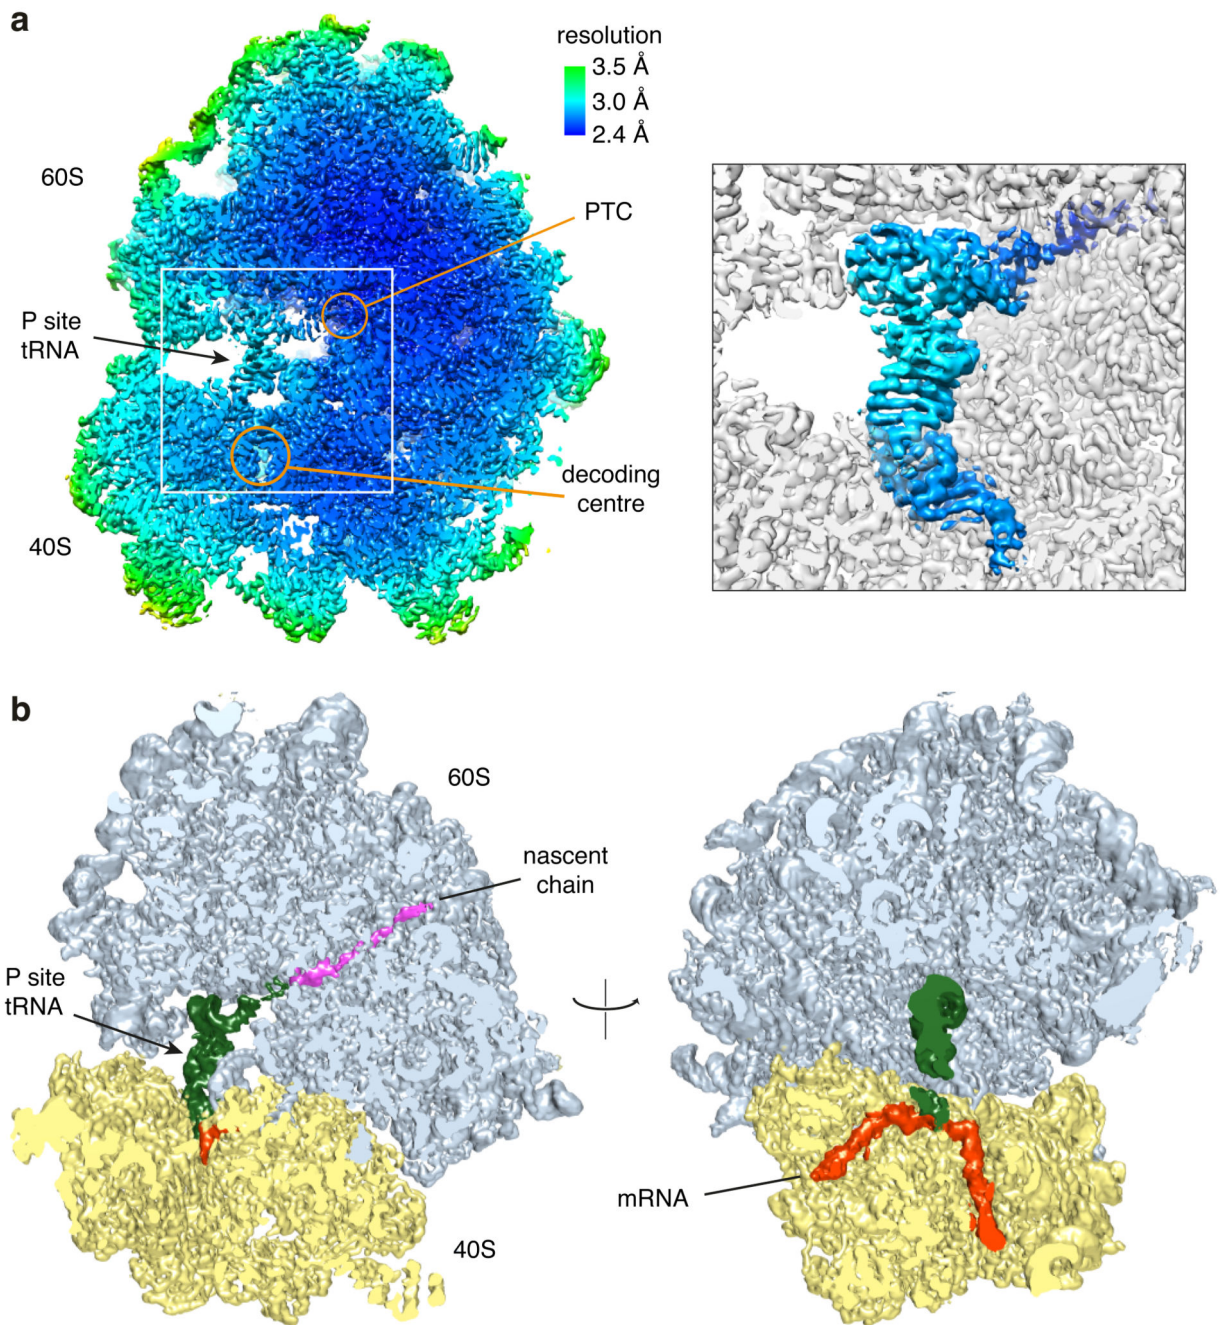 a
resolution
3.5 Å
3.0 Å
2.4 Å
60S
PTC
P site
tRNA
decoding
centre
40S
b
60S
nascent
chain
P site
tRNA
mRNA
40S